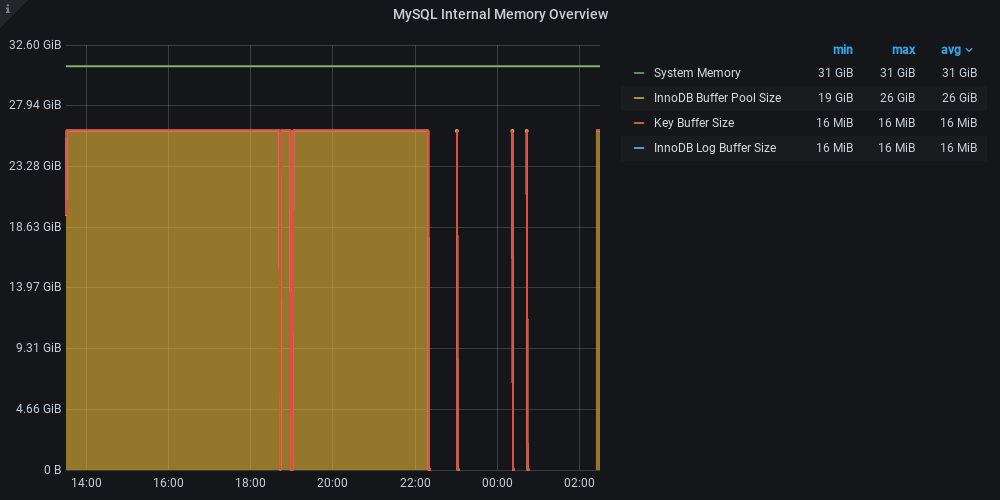 i
MySQL Internal Memory Overview
32.60 GiB
27.94 GiB
23.28 GiB
18.63 GiB
13.97 GiB
9.31 GiB
4.66 GiB
0 B
14:00 16:00 18:00 20:00 22:00 00:00 02:00
min max avg
System Memory 31 GiB 31 GiB 31 GiB
InnoDB Buffer Pool Size 19 GiB 26 GiB 26 GiB
Key Buffer Size 16 MiB 16 MiB 16 MiB
InnoDB Log Buffer Size 16 MiB 16 MiB 16 MiB